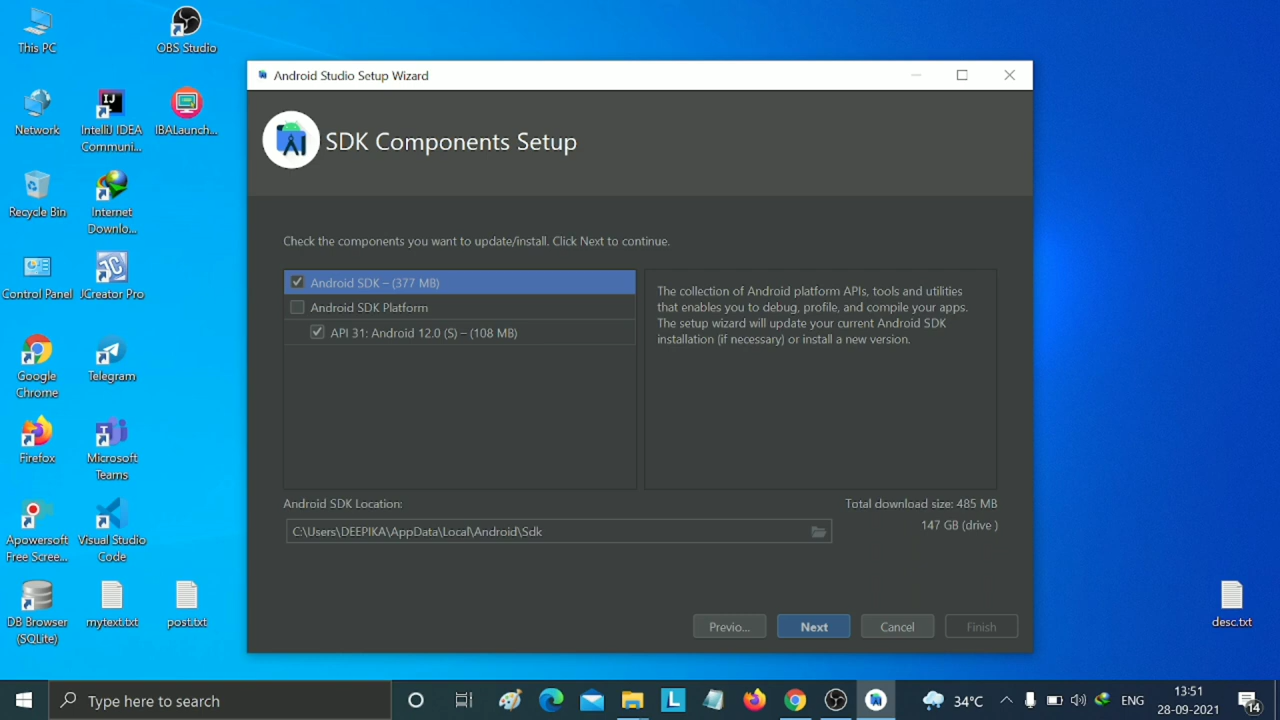 This PC
OBS Studio
Network
IntelliJ IDEA
Communi...
IBALaunch...
Recycle Bin
Internet
Downlo...
Control Panel
JCreator Pro
Google
Chrome
Telegram
Firefox
Microsoft
Teams
Apowersoft
Free Scree...
Visual Studio
Code
DB Browser
(SQLite)
mytext.txt
post.txt
desc.txt
Android Studio Setup Wizard
SDK Components Setup
Check the components you want to update/install. Click Next to continue.
Android SDK – (377 MB)
Android SDK Platform
API 31: Android 12.0 (S) – (108 MB)
The collection of Android platform APIs, tools and utilities
that enables you to debug, profile, and compile your apps.
The setup wizard will update your current Android SDK
installation (if necessary) or install a new version.
Android SDK Location:
Total download size: 485 MB
C:\Users\DEEPIKA\AppData\Local\Android\Sdk
147 GB (drive )
Previo...
Next
Cancel
Finish
Type here to search
34°C
ENG
13:51
28-09-2021
14